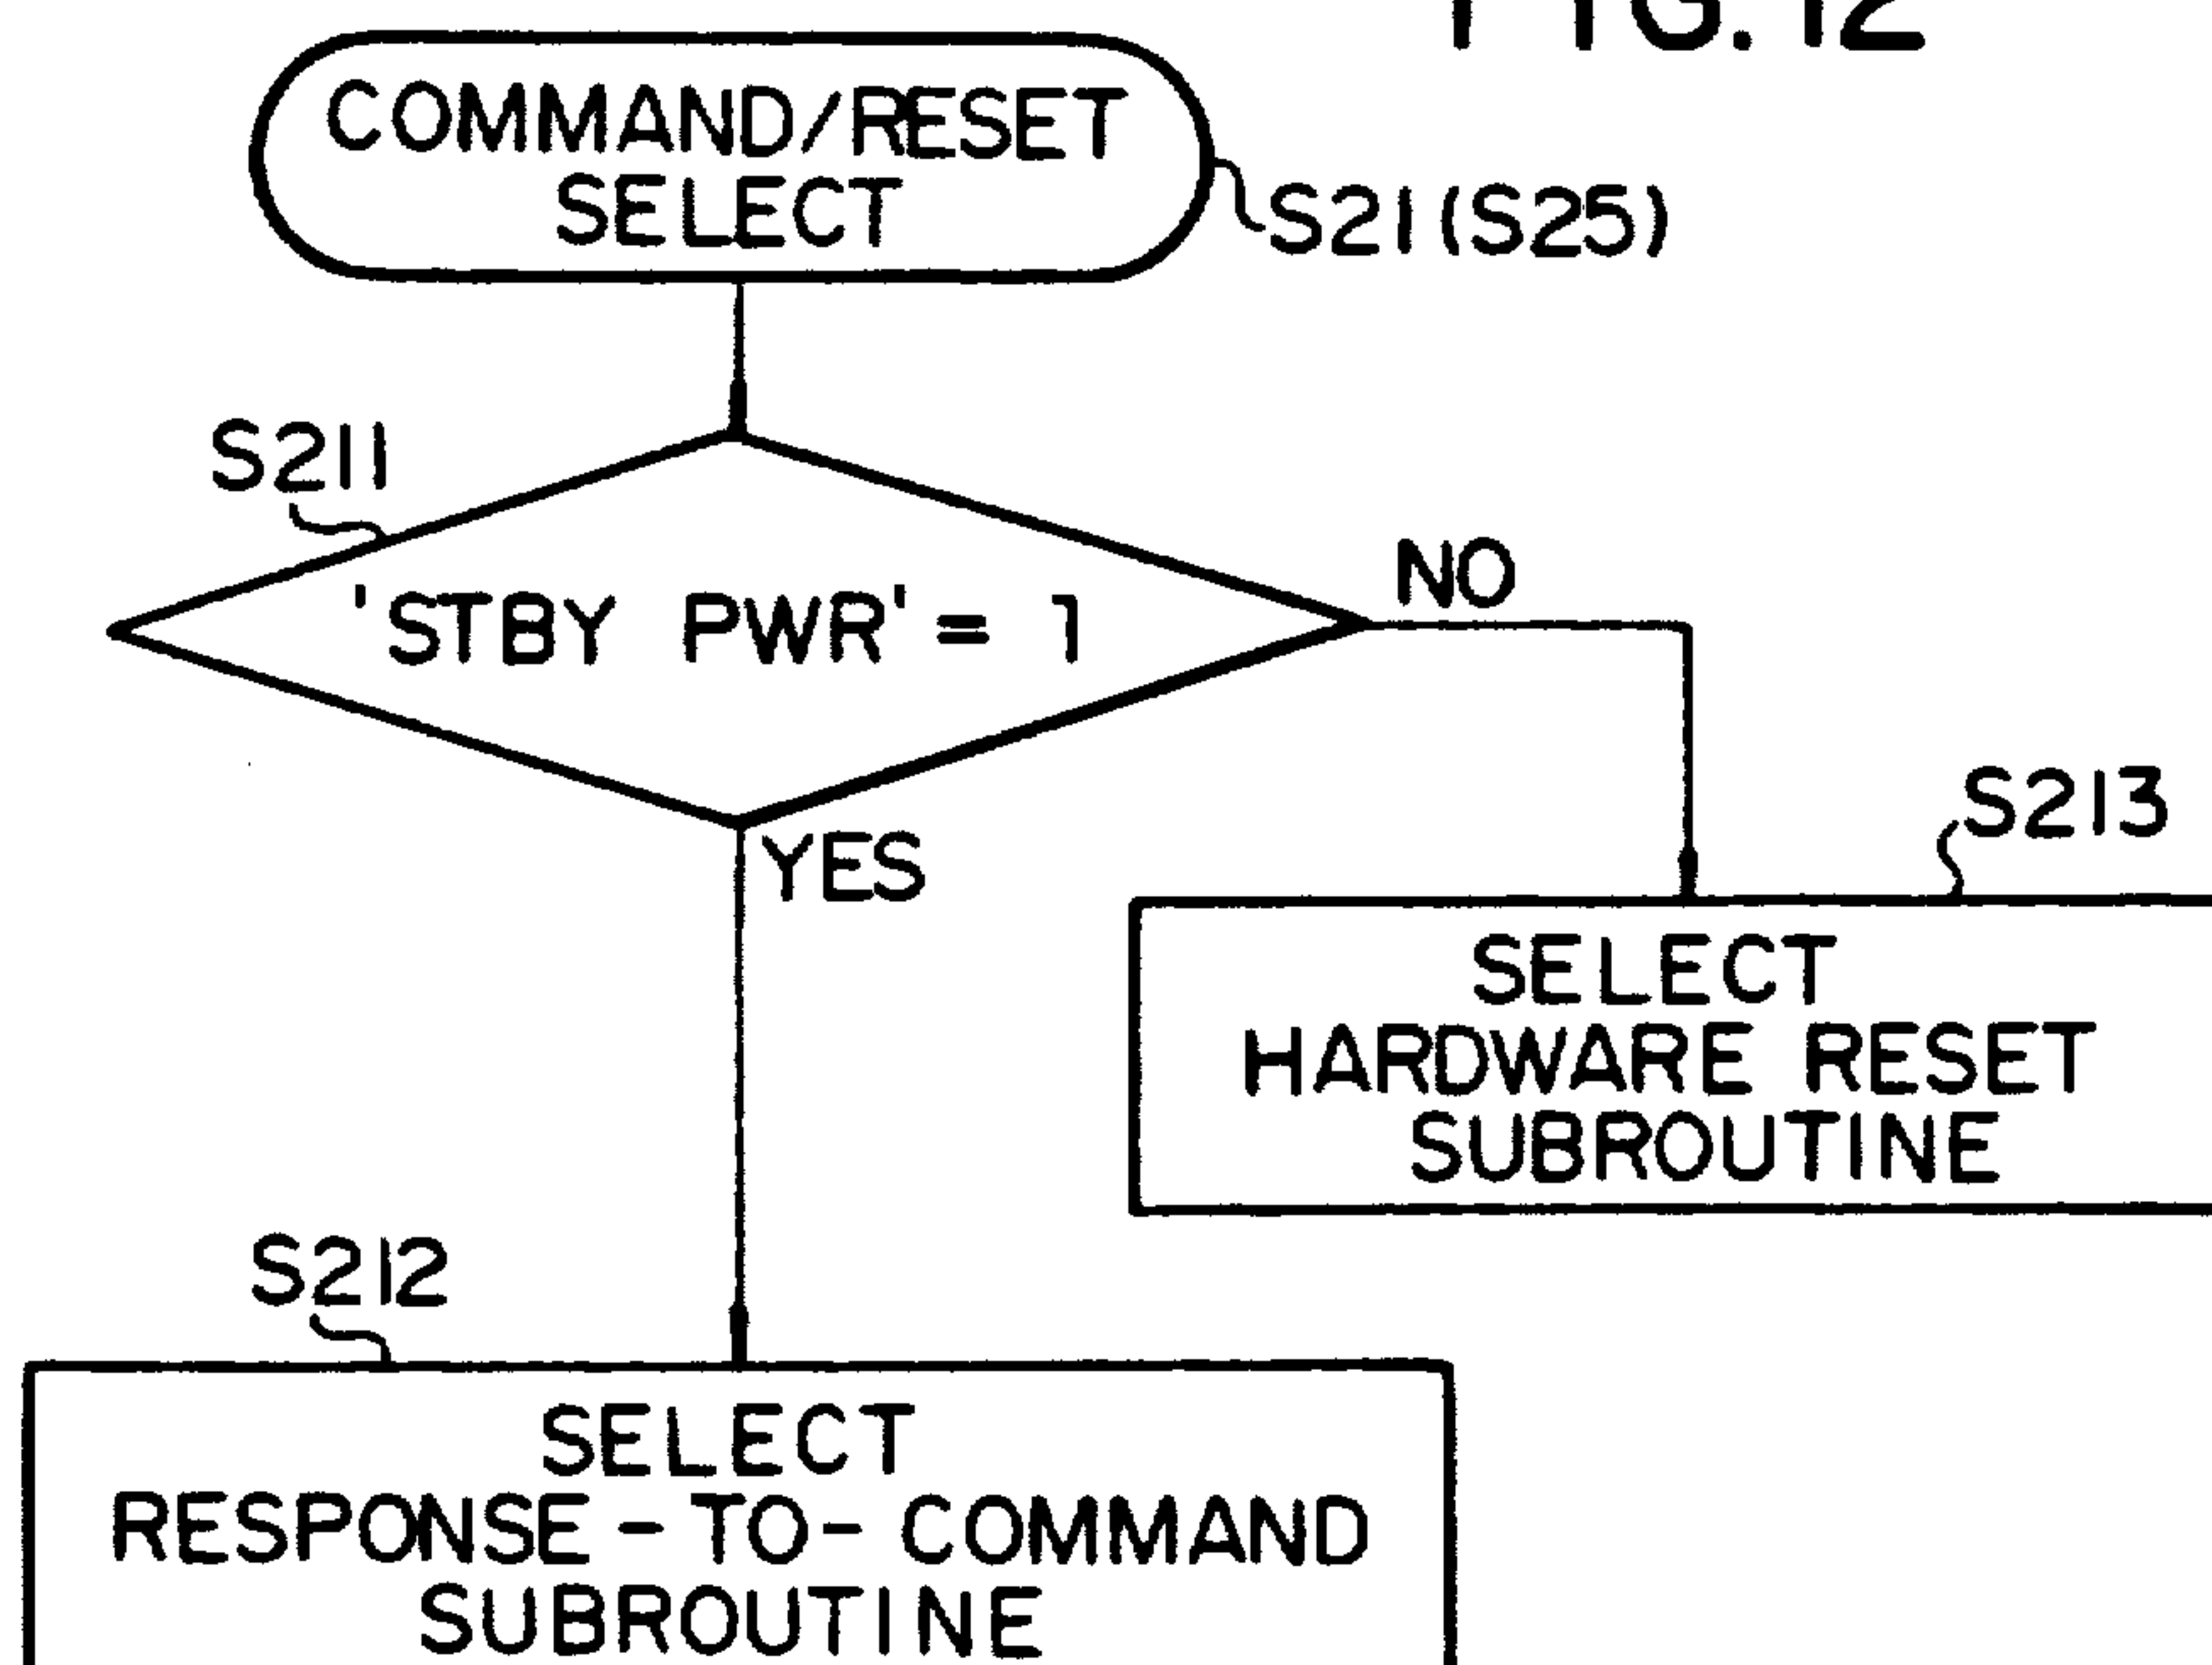 FIG.12
COMMAND/RESET
SELECT
S21(S25)
S211
'STBY PWR'= 1
NO
YES
S213
SELECT
HARDWARE RESET
SUBROUTINE
S212
SELECT
RESPONSE-TO-COMMAND
SUBROUTINE